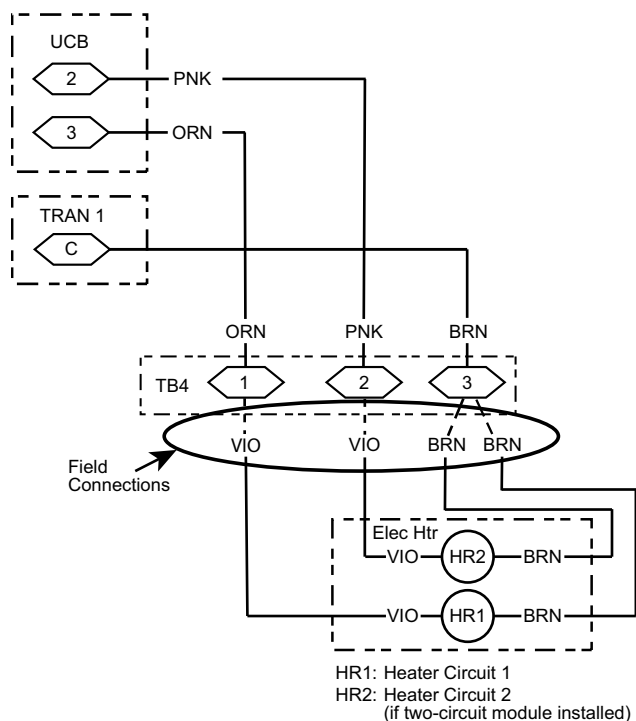 UCB
2 PNK
3 ORN
TRAN 1
C
ORN PNK BRN
TB4 1 2 3
VIO VIO BRN BRN
Field
Connections
Elec Htr
VIO HR2 BRN
VIO HR1 BRN
HR1: Heater Circuit 1
HR2: Heater Circuit 2
(if two-circuit module installed)